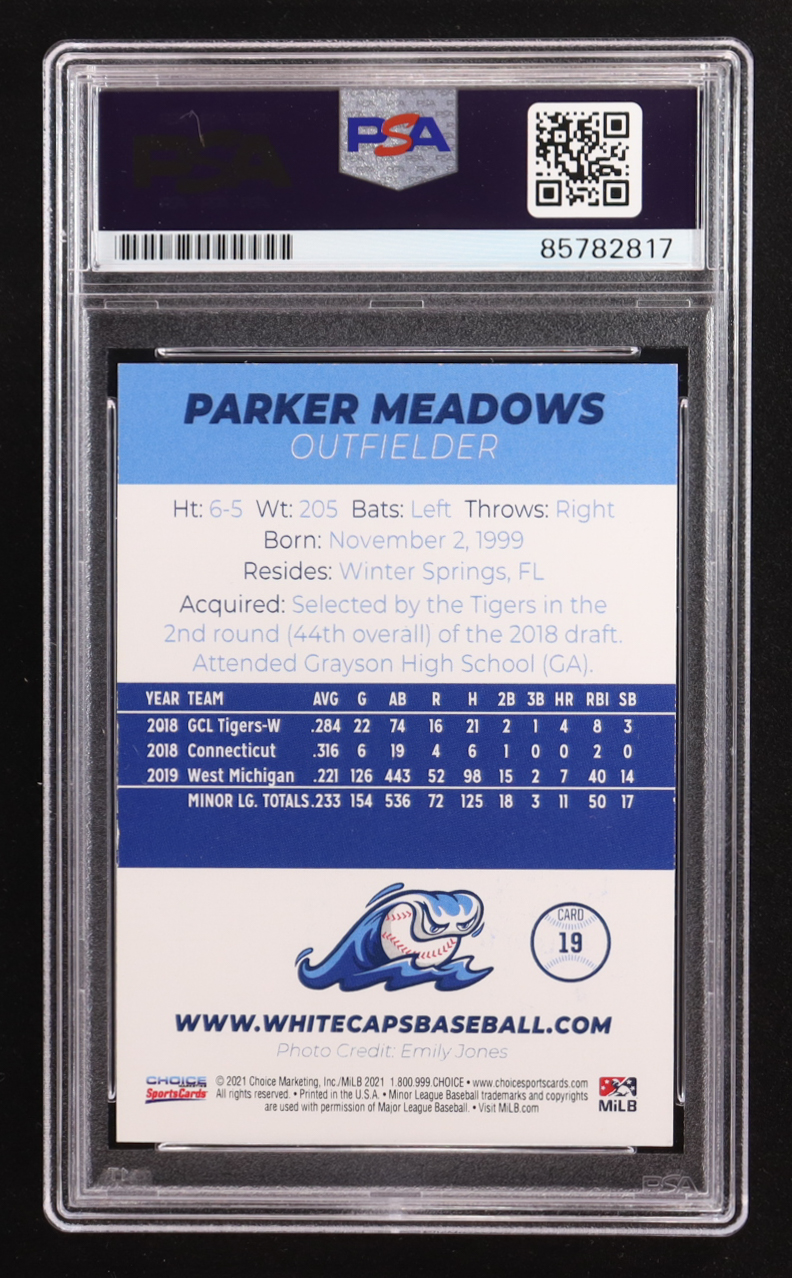 PSA
PSA
85782817
PARKER MEADOWS
OUTFIELDER
Ht: 6-5 Wt: 205 Bats: Left Throws: Right
Born: November 2, 1999
Resides: Winter Springs, FL
Acquired: Selected by the Tigers in the
2nd round (44th overall) of the 2018 draft.
Attended Grayson High School (GA).
YEAR TEAM AVG G AB R H 2B 3B HR RBI SB
2018 GCL Tigers-W .284 22 74 16 21 2 1 4 8 3
2018 Connecticut .316 6 19 4 6 1 0 0 2 0
2019 West Michigan .221 126 443 52 98 15 2 7 40 14
MINOR LG. TOTALS .233 154 536 72 125 18 3 11 50 17
CARD
19
WWW.WHITECAPSBASEBALL.COM
Photo Credit: Emily Jones
CHOICE
SportsCards
© 2021 Choice Marketing, Inc./MiLB 2021 1.800.999.CHOICE • www.choicesportscards.com
All rights reserved. • Printed in the U.S.A. • Minor League Baseball trademarks and copyrights
are used with permission of Major League Baseball. • Visit MiLB.com
MiLB
PSA